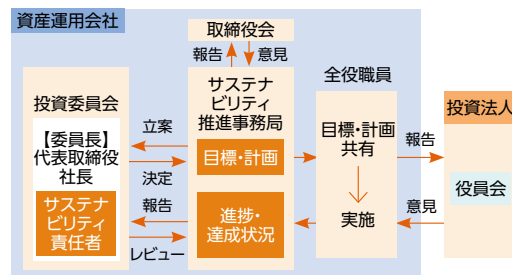 資産運用会社
取締役会
報告
意見
投資委員会
【委員長】
代表取締役
社長
サステナ
ビリティ
責任者
立案
決定
報告
レビュー
サステナ
ビリティ
推進事務局
目標・計画
進捗・
達成状況
全役職員
目標・計画
共有
実施
報告
意見
投資法人
役員会